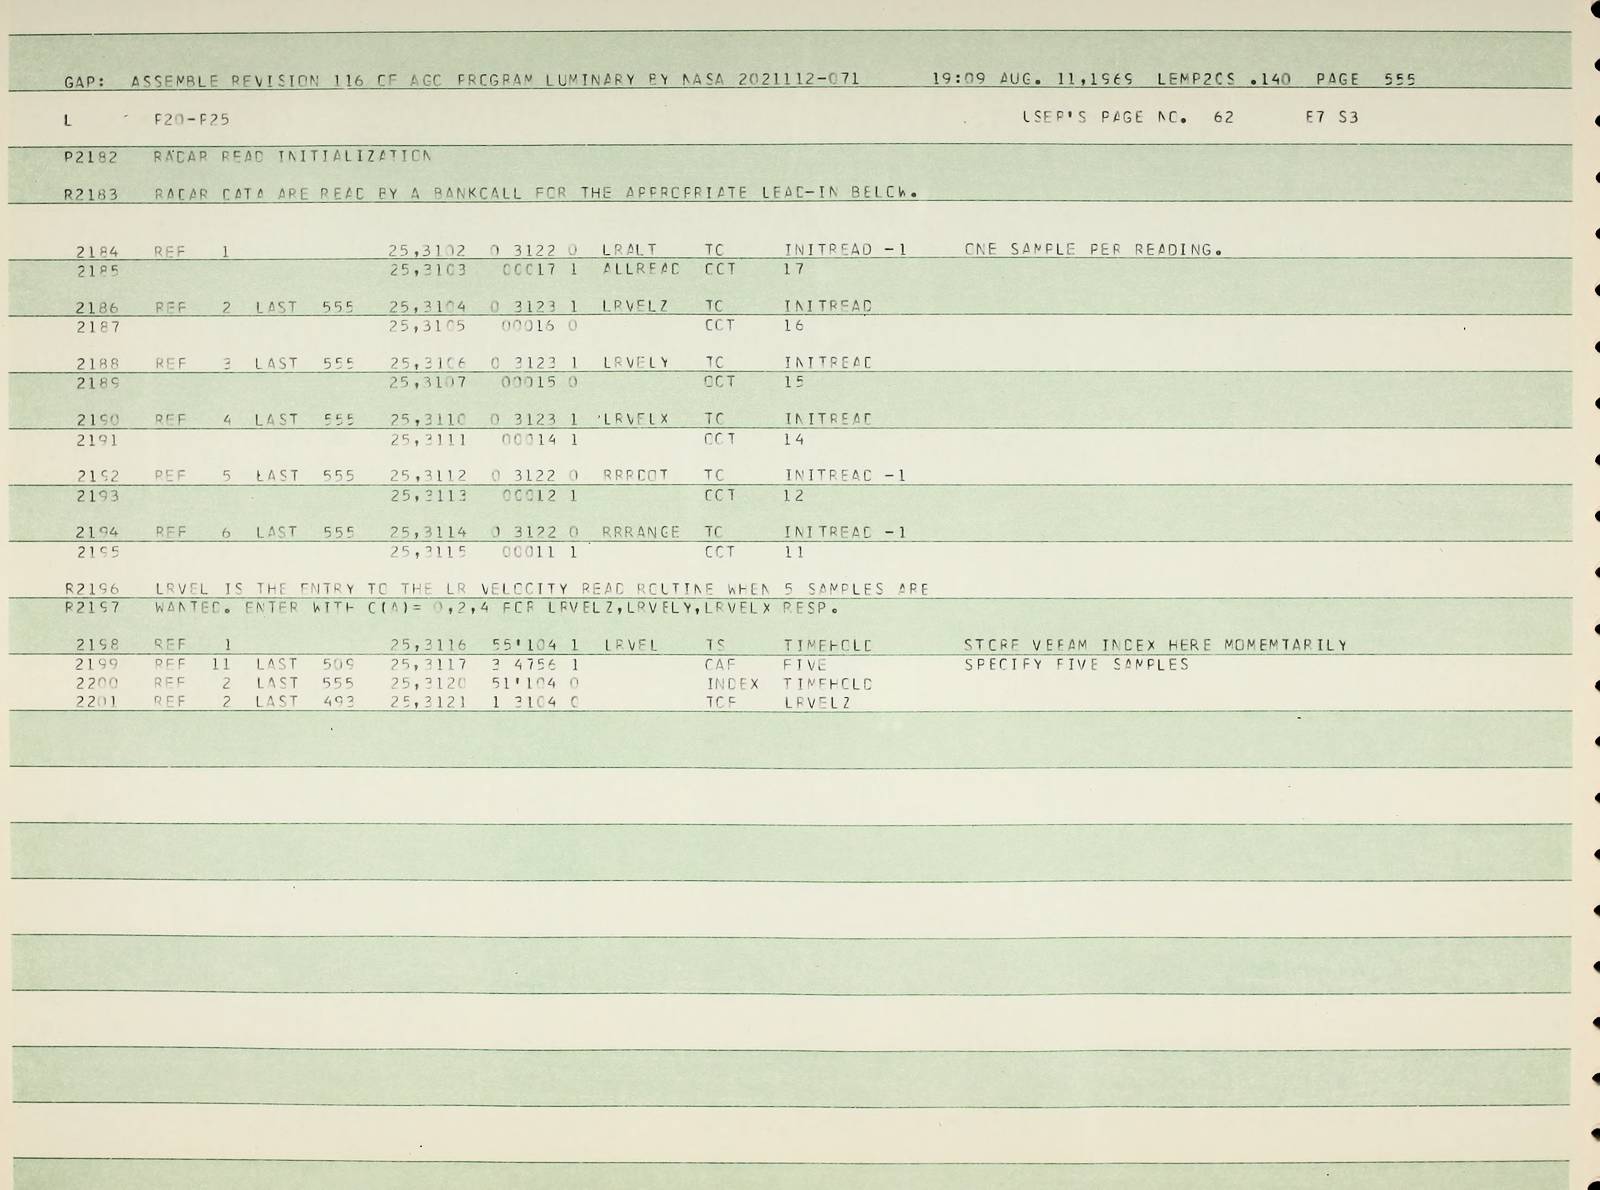 GAP: ASSEMBLE REVISION 116 OF AGC PROGRAM LUMINARY BY NASA 2021112-071 19:09 AUG. 11,1969 LEMP20S .140 PAGE 555
L P20-P25 USER'S PAGE NO. 62 E7 S3
P2182 RADAR READ INITIALIZATION
R2183 RADAR DATA ARE READ BY A BANKCALL FOR THE APPROPRIATE LEAD-IN BELOW.
2184 REF 1 25,3102 0 3122 0 LRALT TC INITREAD -1 ONE SAMPLE PER READING.
2185 25,3103 00017 1 ALLREAD OCT 17
2186 REF 2 LAST 555 25,3104 0 3123 1 LRVELZ TC INITREAD
2187 25,3105 00016 0 OCT 16
2188 REF 3 LAST 555 25,3106 0 3123 1 LRVELY TC INITREAD
2189 25,3107 00015 0 OCT 15
2190 REF 4 LAST 555 25,3110 0 3123 1 LRVELX TC INITREAD
2191 25,3111 00014 1 OCT 14
2192 REF 5 LAST 555 25,3112 0 3122 0 RRRDOT TC INITREAD -1
2193 25,3113 00012 1 OCT 12
2194 REF 6 LAST 555 25,3114 0 3122 0 RRRANGE TC INITREAD -1
2195 25,3115 00011 1 OCT 11
R2196 LRVEL IS THE ENTRY TO THE LR VELOCITY READ ROUTINE WHEN 5 SAMPLES ARE
R2197 WANTED. ENTER WITH C(A)= 0,2,4 FOR LRVELZ,LRVELY,LRVELX RESP.
2198 REF 1 25,3116 55'104 1 LRVEL TS TIMEHOLD STORE VBEAM INDEX HERE MOMEMTARILY
2199 REF 11 LAST 509 25,3117 3 4756 1 CAF FIVE SPECIFY FIVE SAMPLES
2200 REF 2 LAST 555 25,3120 51'104 0 INDEX TIMEHOLD
2201 REF 2 LAST 493 25,3121 1 3104 0 TCF LRVELZ